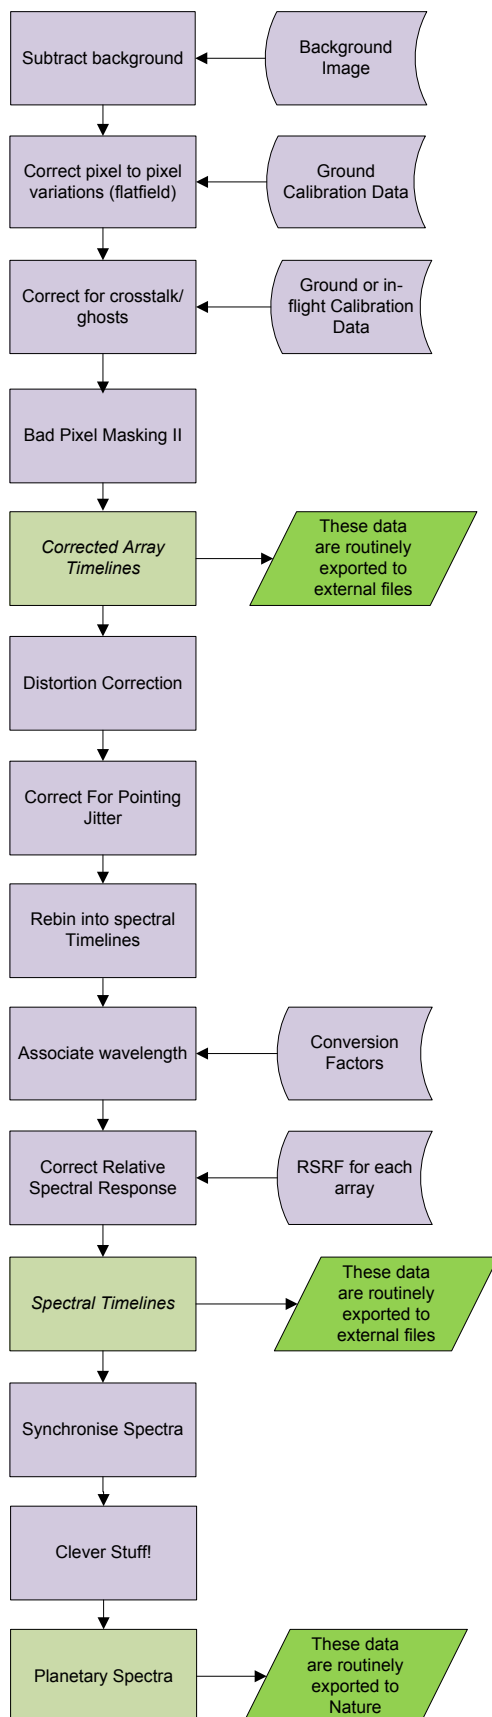 Subtract background
Background
Image
Correct pixel to pixel
variations (flatfield)
Ground
Calibration Data
Correct for crosstalk/
ghosts
Ground or in-
flight Calibration
Data
Bad Pixel Masking II
Corrected Array
Timelines
These data
are routinely
exported to
external files
Distortion Correction
Correct For Pointing
Jitter
Rebin into spectral
Timelines
Associate wavelength
Conversion
Factors
Correct Relative
Spectral Response
RSRF for each
array
Spectral Timelines
These data
are routinely
exported to
external files
Synchronise Spectra
Clever Stuff!
Planetary Spectra
These data
are routinely
exported to
Nature